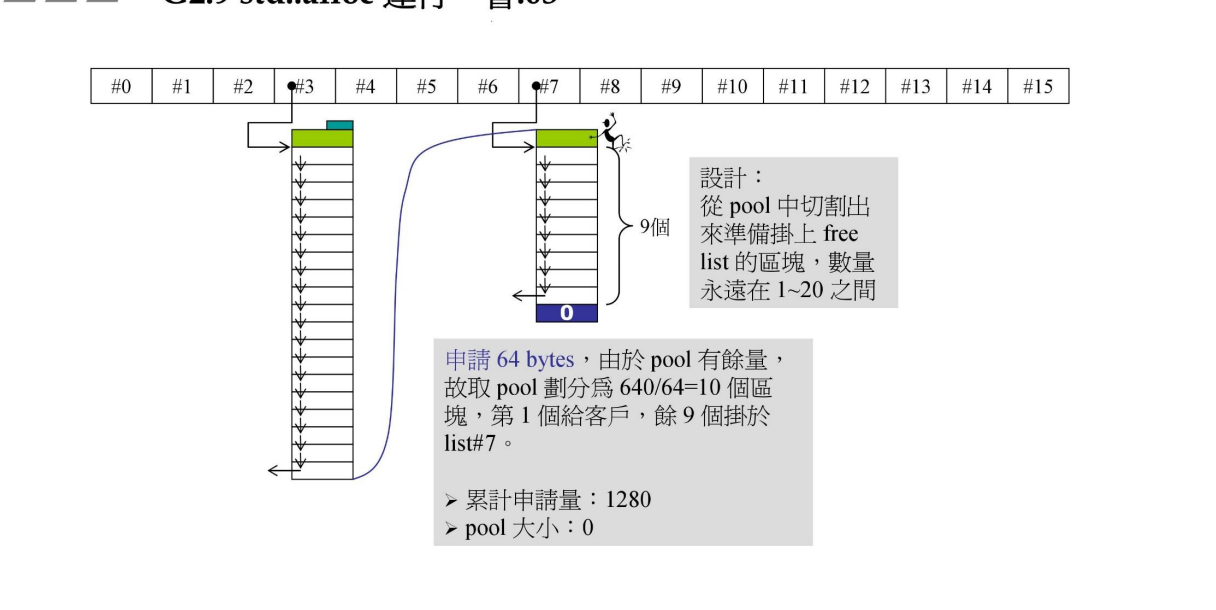 G2.9 std::alloc 運行一瞥.03
#0 #1 #2 #3 #4 #5 #6 #7 #8 #9 #10 #11 #12 #13 #14 #15
設計：
從 pool 中切割出
來準備掛上 free
list 的區塊，數量
永遠在 1~20 之間
9個
0
申請 64 bytes，由於 pool 有餘量，
故取 pool 劃分爲 640/64=10 個區
塊，第 1 個給客戶，餘 9 個掛於
list#7。
➢ 累計申請量：1280
➢ pool 大小：0